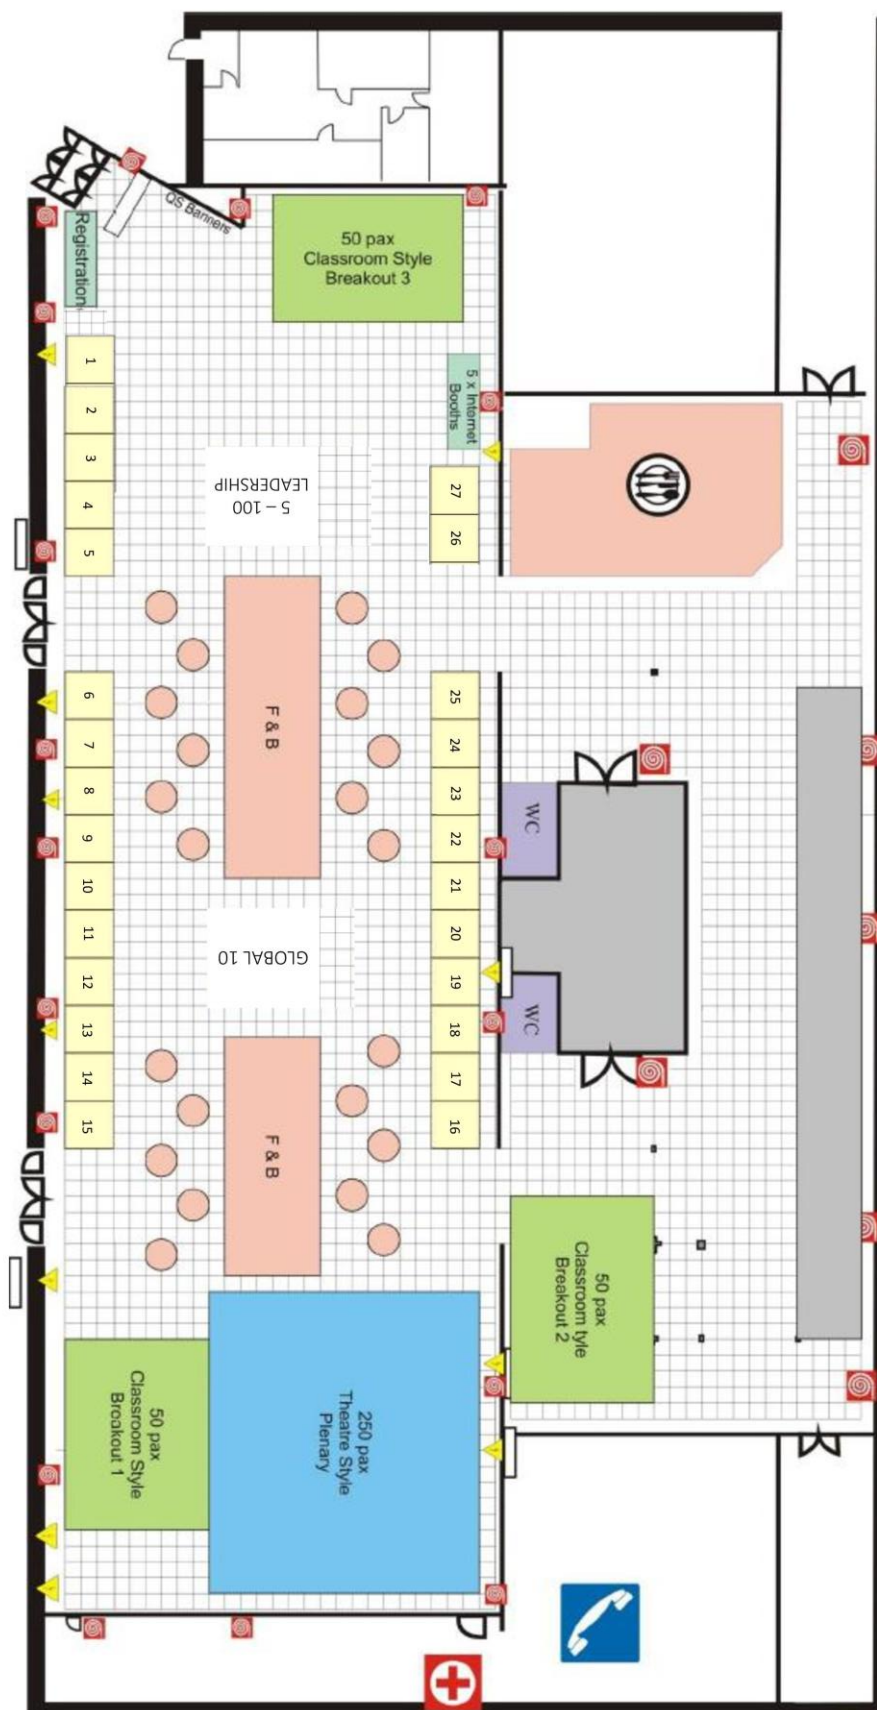 QS Banners
Registration
50 pax
Classroom Style
Breakout 3
5 x Internet
Booths
1
2
3
4
5
5 – 100
LEADERSHIP
27
26
F & B
6
7
8
9
10
11
12
13
14
15
25
24
23
22
21
20
19
18
17
16
WC
WC
GLOBAL 10
F & B
50 pax
Classroom tyle
Breakout 2
50 pax
Classroom Style
Broakout 1
250 pax
Theatre Style
Plenary